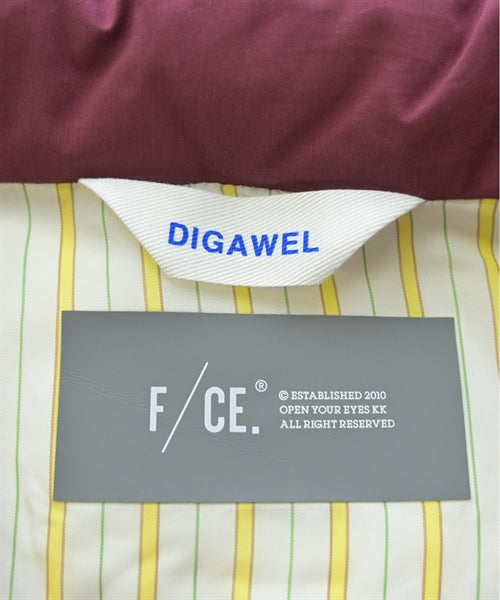 DIGAWEL
F/CE.®
© ESTABLISHED 2010
OPEN YOUR EYES KK
ALL RIGHT RESERVED